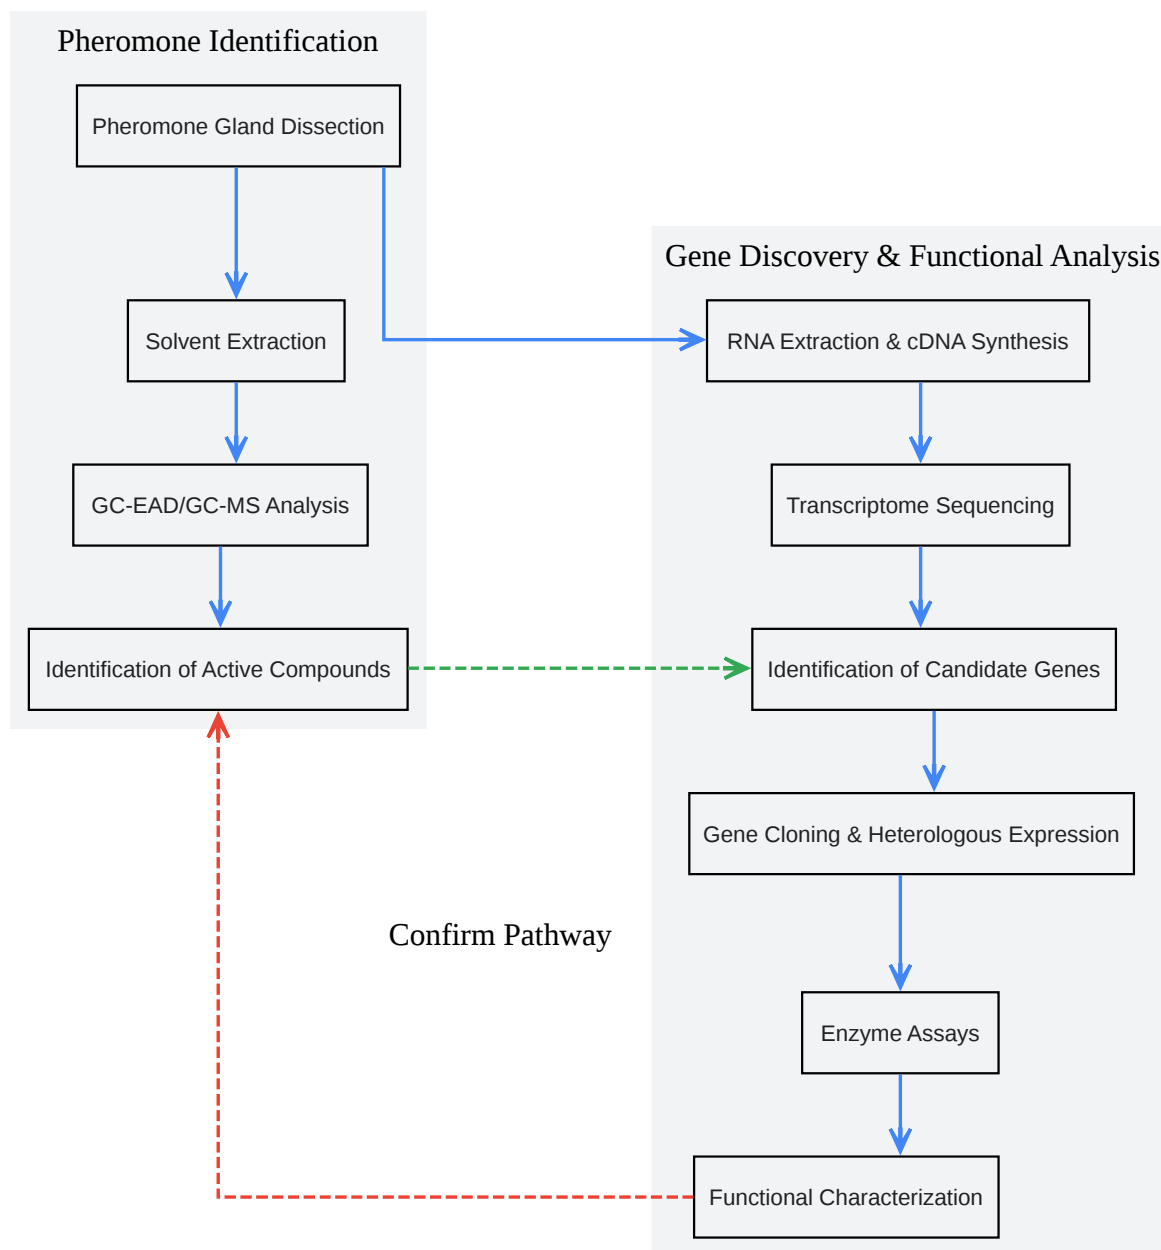 Pheromone Identification
Pheromone Gland Dissection
Solvent Extraction
GC-EAD/GC-MS Analysis
Identification of Active Compounds
Gene Discovery & Functional Analysis
RNA Extraction & cDNA Synthesis
Transcriptome Sequencing
Identification of Candidate Genes
Gene Cloning & Heterologous Expression
Confirm Pathway
Enzyme Assays
Functional Characterization